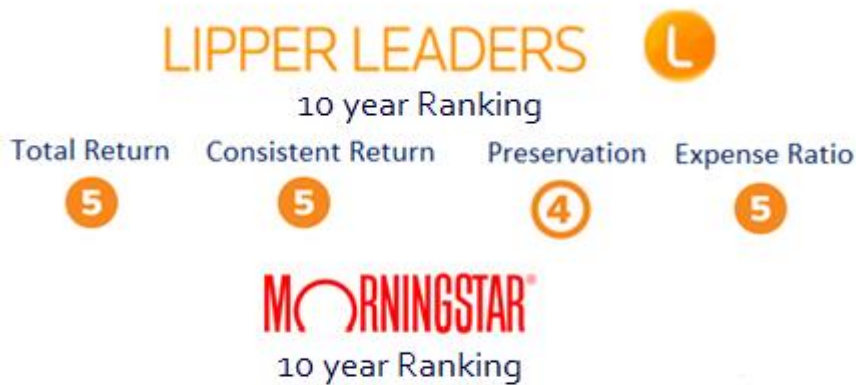 LIPPER LEADERS L
10 year Ranking
Total Return Consistent Return Preservation Expense Ratio
5 5 4 5
MORNINGSTAR®
10 year Ranking